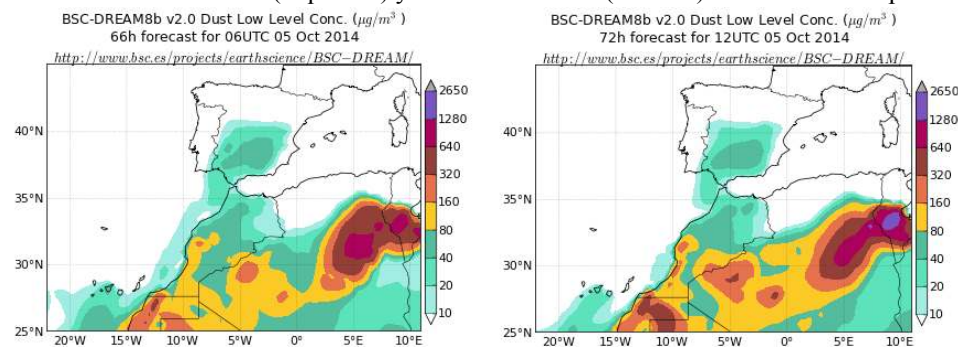 BSC-DREAM8b v2.0 Dust Low Level Conc. (μg/m³)
66h forecast for 06UTC 05 Oct 2014
http://www.bsc.es/projects/earthscience/BSC-DREAM/
40°N
35°N
30°N
25°N
20°W 15°W 10°W 5°W 0°E 5°E 10°E
2650
1280
640
320
160
80
40
20
10
BSC-DREAM8b v2.0 Dust Low Level Conc. (μg/m³)
72h forecast for 12UTC 05 Oct 2014
http://www.bsc.es/projects/earthscience/BSC-DREAM/
40°N
35°N
30°N
25°N
20°W 15°W 10°W 5°W 0°E 5°E 10°E
2650
1280
640
320
160
80
40
20
10